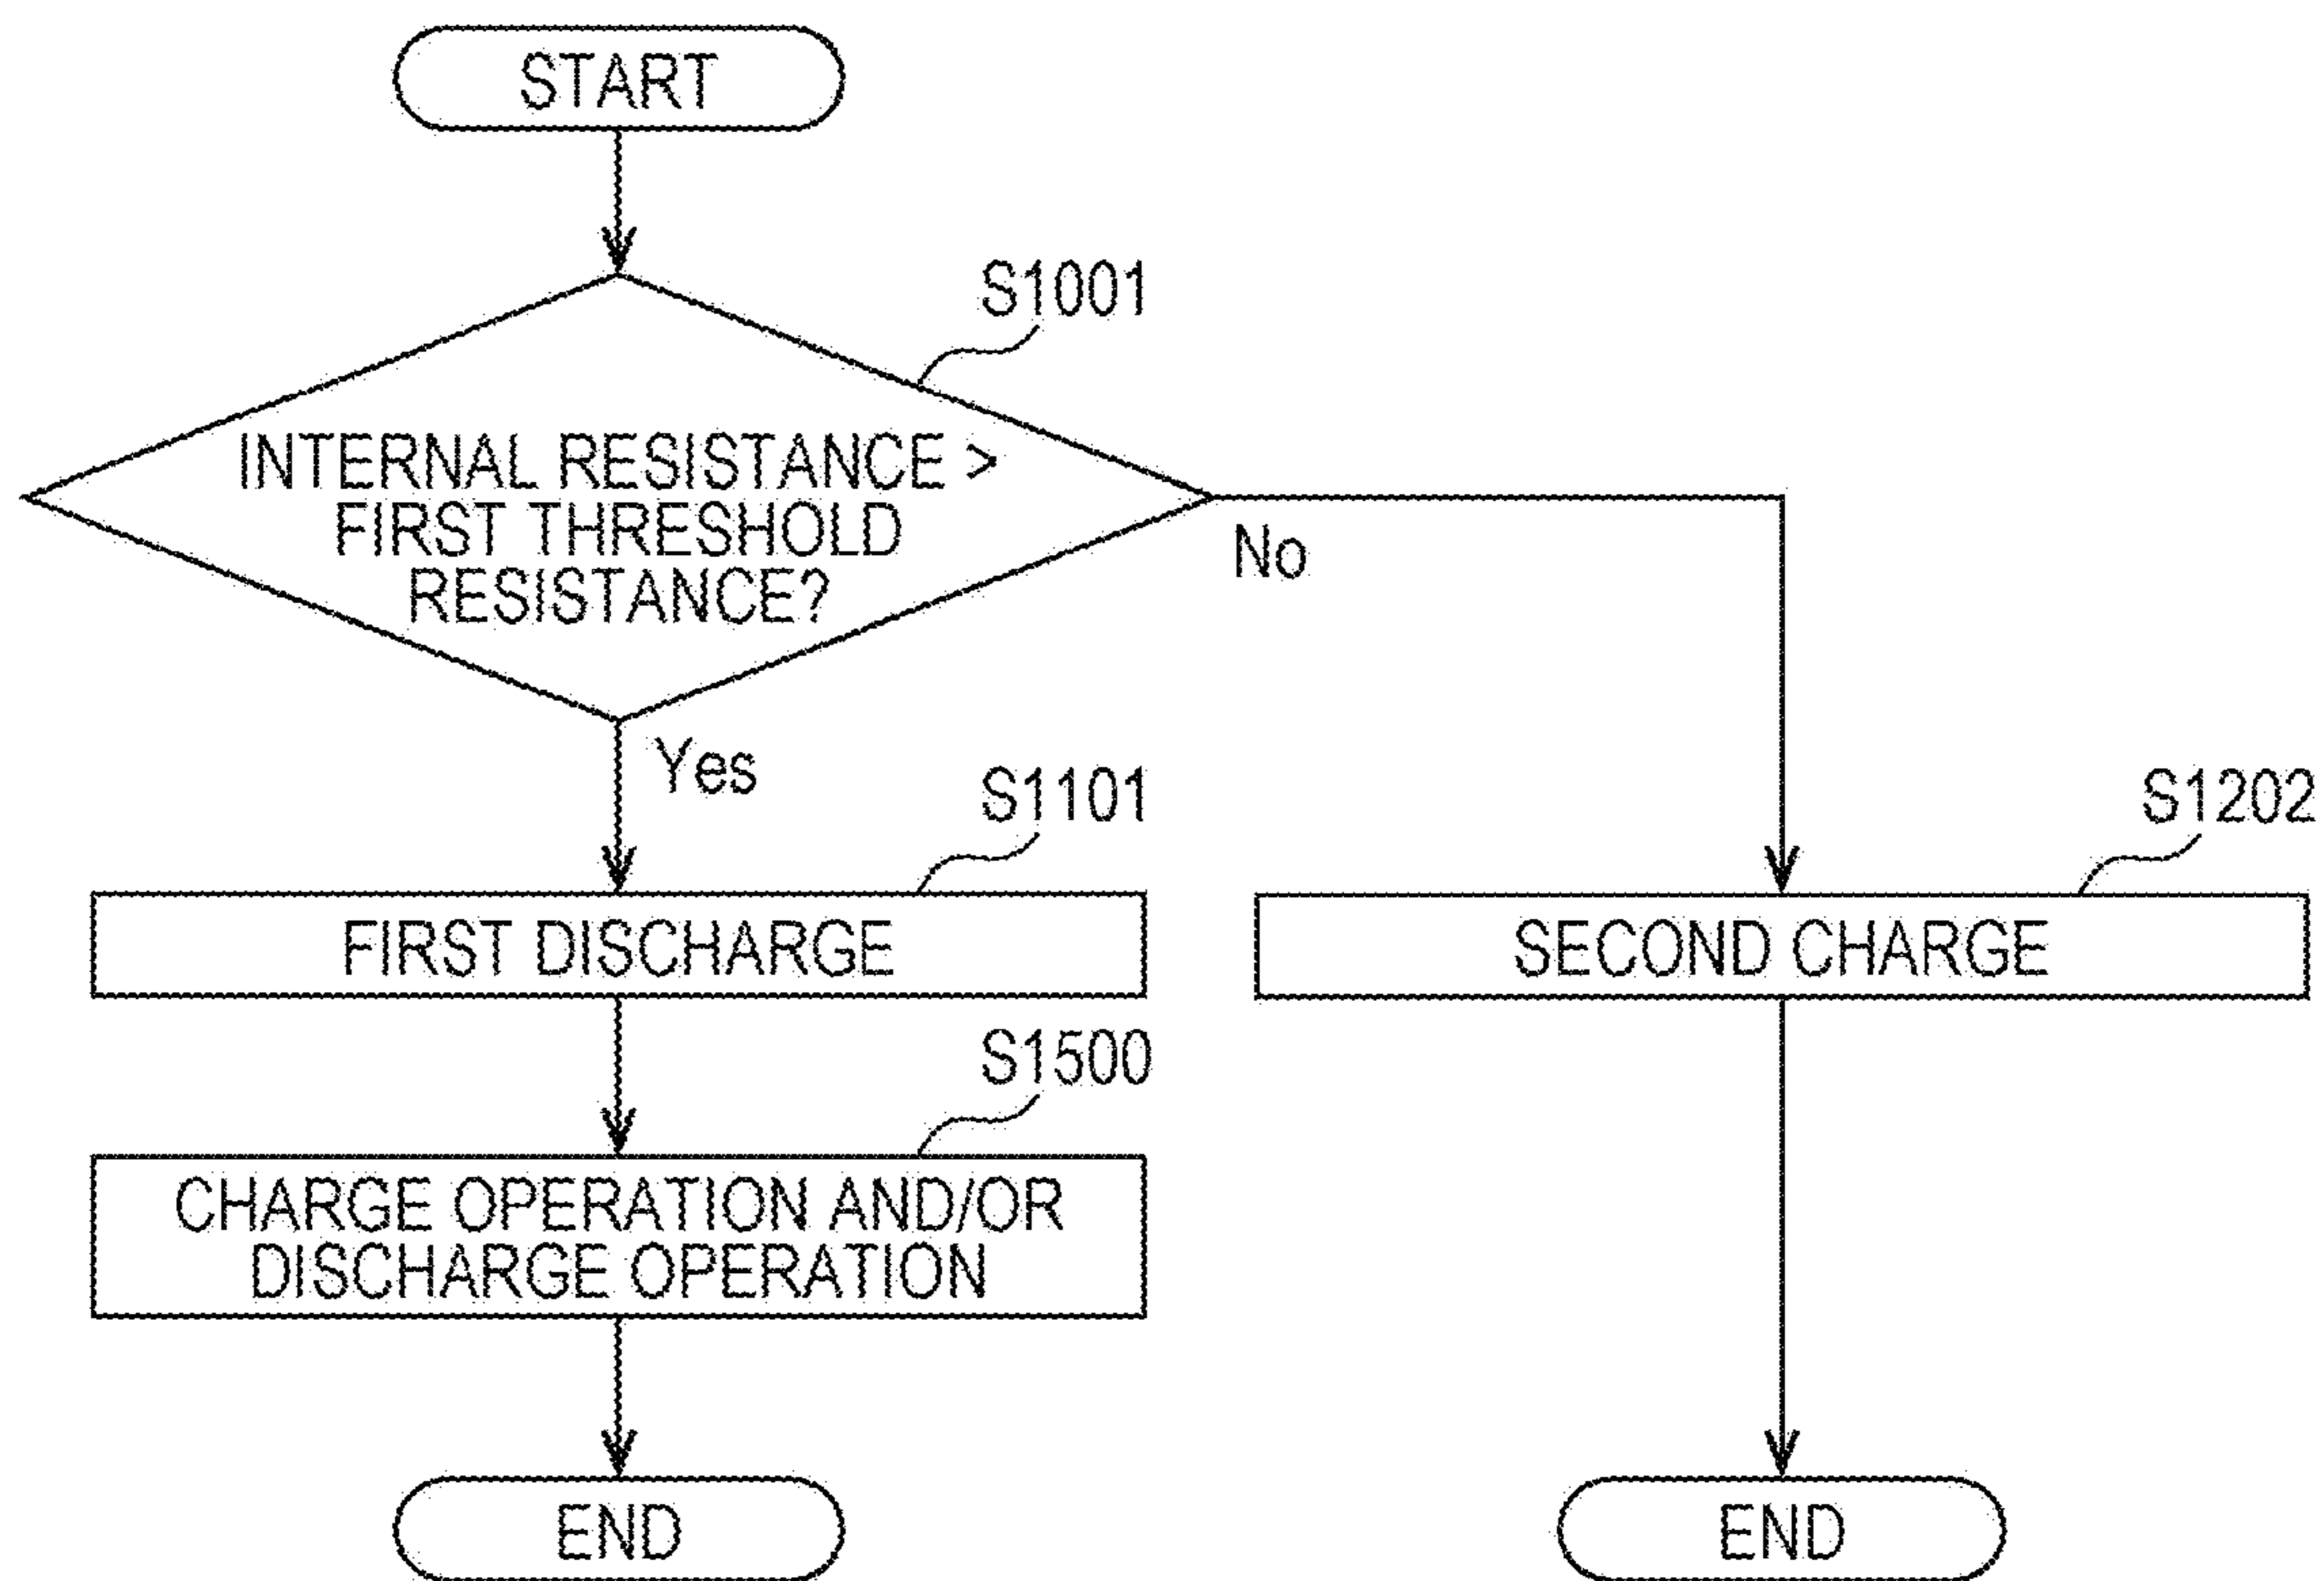 START
S1001
INTERNAL RESISTANCE >
FIRST THRESHOLD
RESISTANCE?
No
Yes
S1101
S1202
FIRST DISCHARGE
SECOND CHARGE
S1500
CHARGE OPERATION AND/OR
DISCHARGE OPERATION
END
END